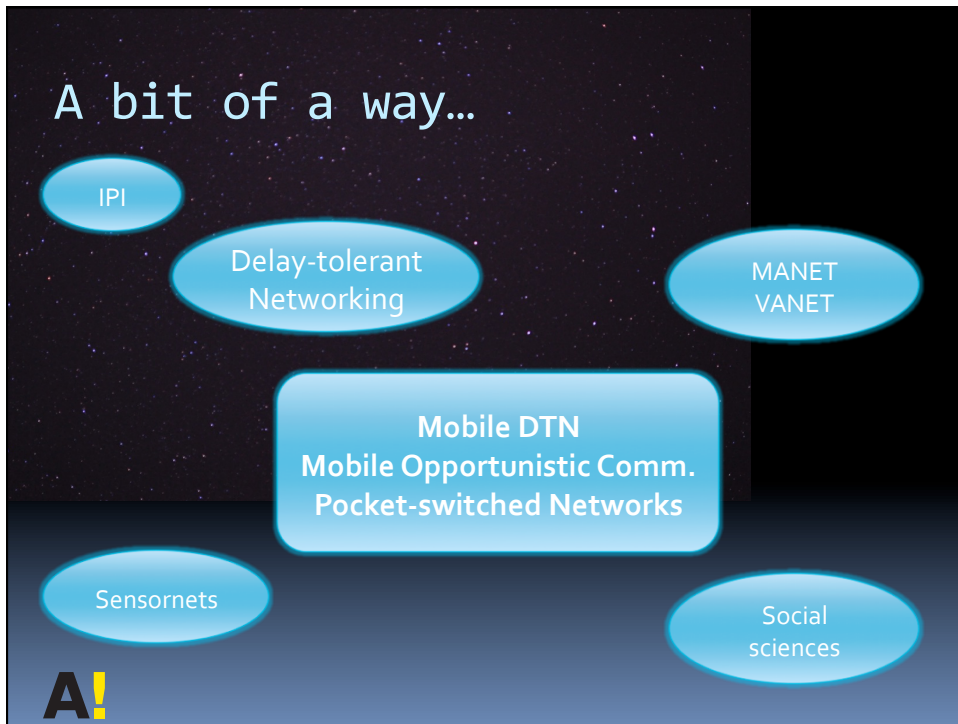 A bit of a way…
IPI
Delay-tolerant
Networking
MANET
VANET
Mobile DTN
Mobile Opportunistic Comm.
Pocket-switched Networks
Sensornets
Social
sciences
A!